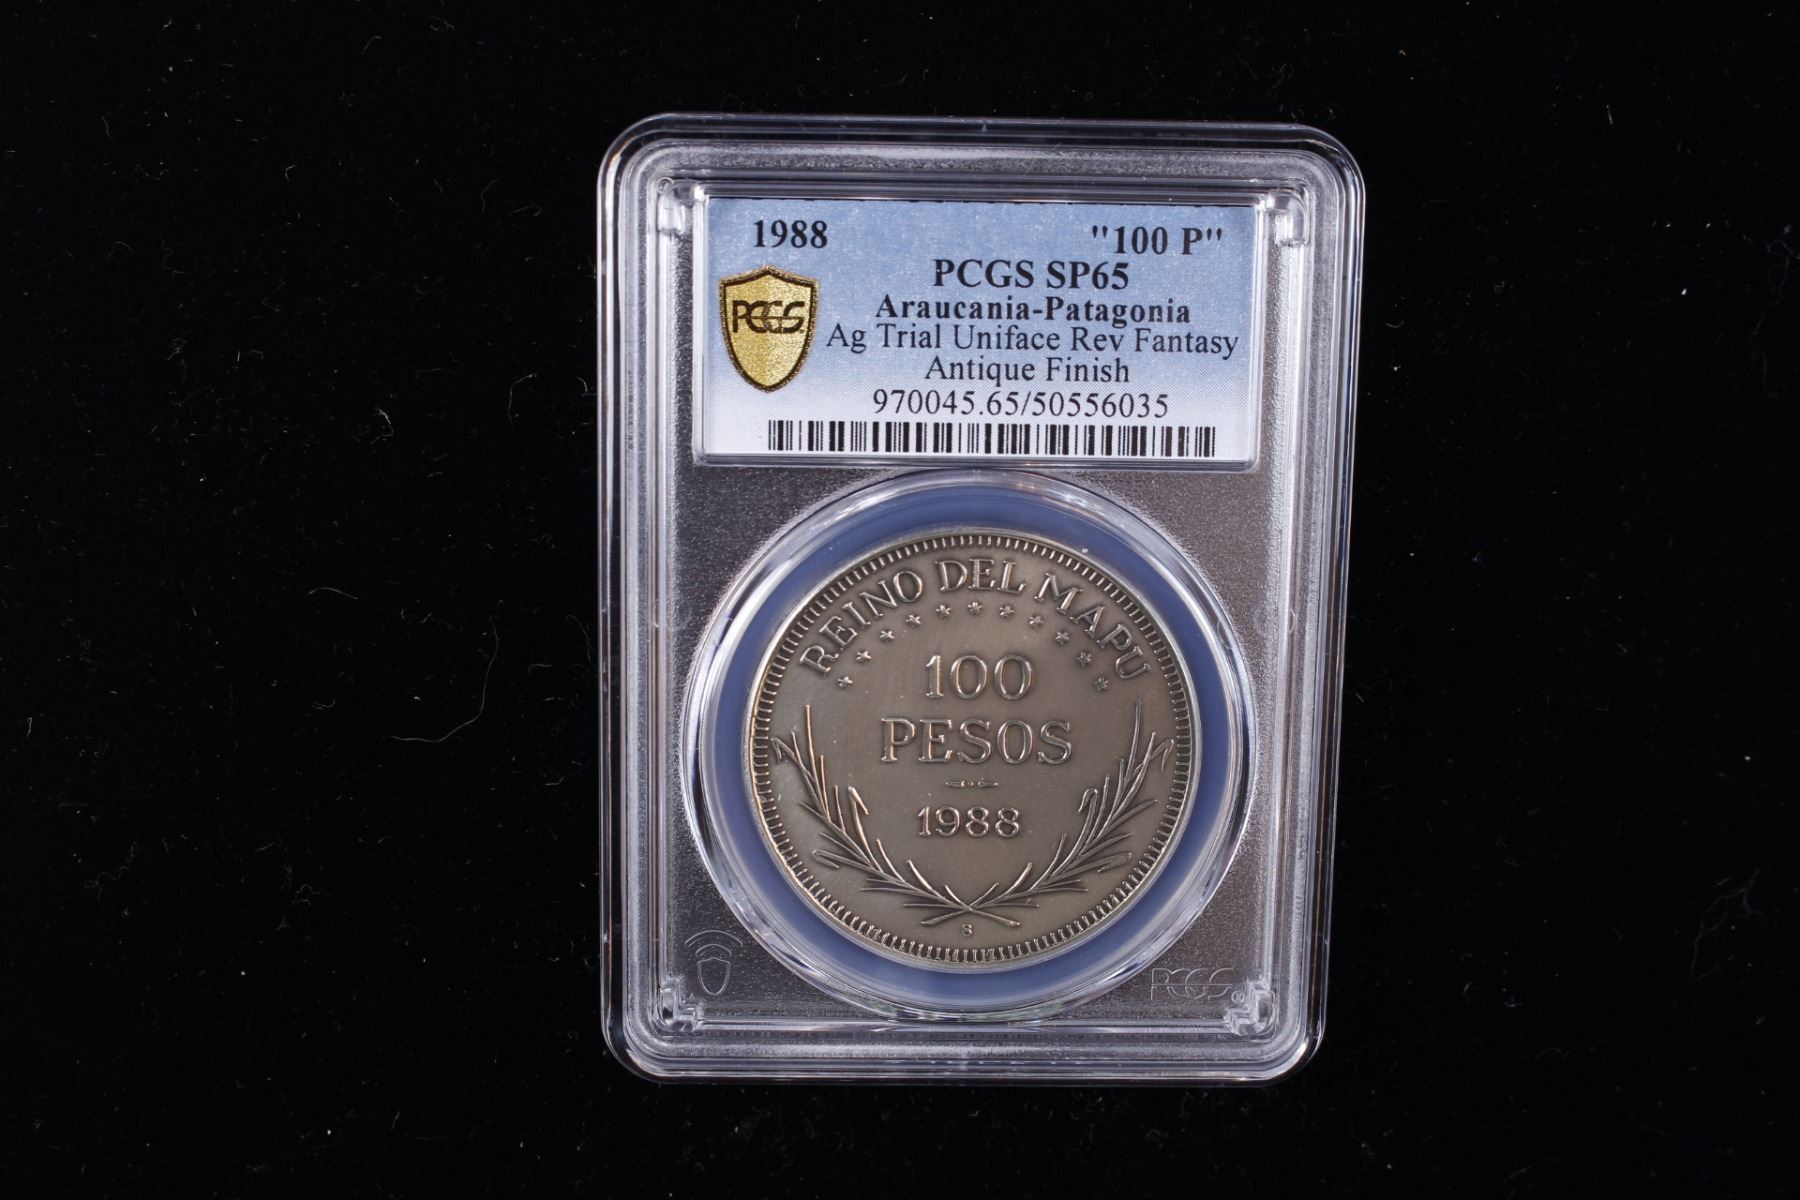 1988 "100 P"
PCGS SP65
Araucania-Patagonia
Ag Trial Uniface Rev Fantasy
Antique Finish
970045.65/50556035
PCGS
REINO DEL MAPU
100
PESOS
1988
S
PCGS®